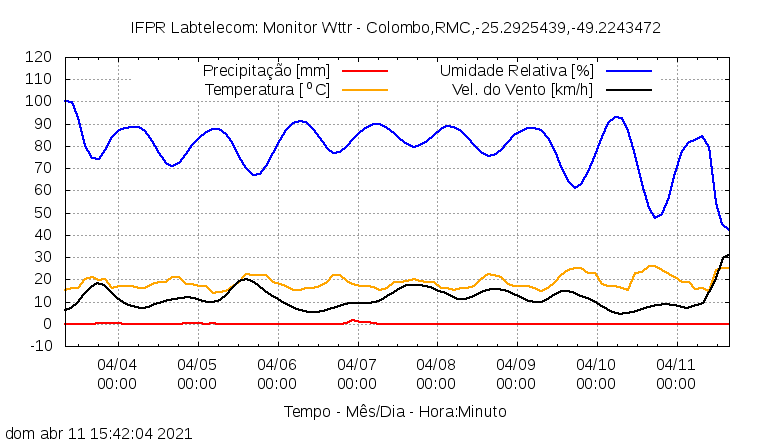 IFPR Labtelecom: Monitor Wttr - Colombo,RMC,-25.2925439,-49.2243472
120
110
100
90
80
70
60
50
40
30
20
10
0
-10
Precipitação [mm]
Temperatura [ ⁰C]
Umidade Relativa [%]
Vel. do Vento [km/h]
04/04 04/05 04/06 04/07 04/08 04/09 04/10 04/11
00:00 00:00 00:00 00:00 00:00 00:00 00:00 00:00
Tempo - Mês/Dia - Hora:Minuto
dom abr 11 15:42:04 2021